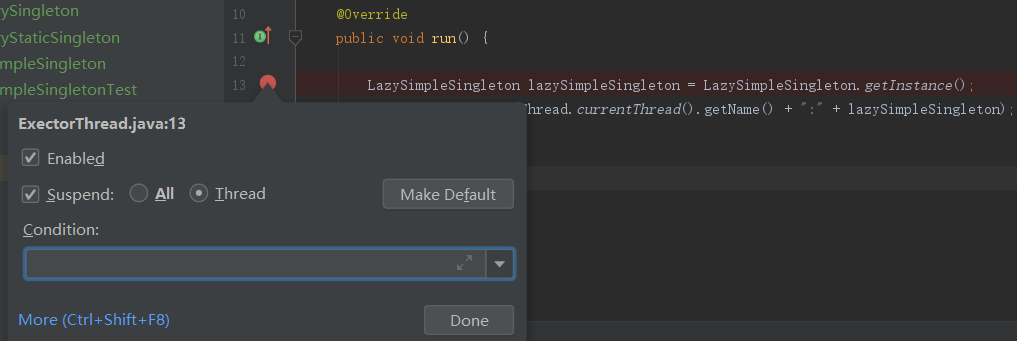 ySingleton
10 @Override
yStaticSingleton
11 public void run() {
mpleSingleton
12
mpleSingletonTest
13 LazySimpleSingleton lazySimpleSingleton = LazySimpleSingleton.getInstance();
hread.currentThread().getName() + ":" + lazySimpleSingleton);
ExectorThread.java:13
Enabled
Suspend: All Thread Make Default
Condition:
More (Ctrl+Shift+F8) Done